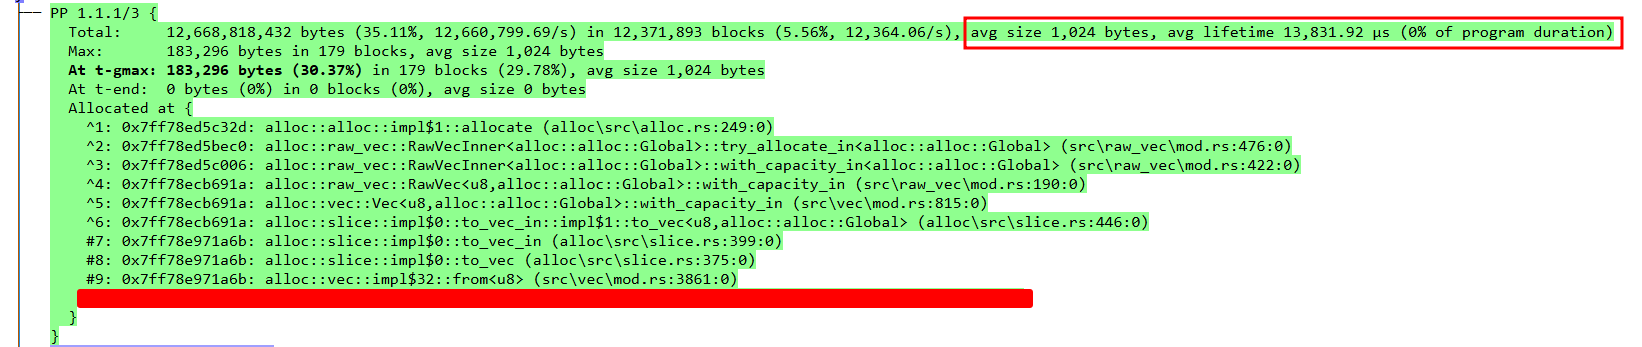 PP 1.1.1/3 {
Total: 12,668,818,432 bytes (35.11%, 12,660,799.69/s) in 12,371,893 blocks (5.56%, 12,364.06/s), avg size 1,024 bytes, avg lifetime 13,831.92 µs (0% of program duration)
Max: 183,296 bytes in 179 blocks, avg size 1,024 bytes
At t-gmax: 183,296 bytes (30.37%) in 179 blocks (29.78%), avg size 1,024 bytes
At t-end: 0 bytes (0%) in 0 blocks (0%), avg size 0 bytes
Allocated at {
^1: 0x7ff78ed5c32d: alloc::alloc::impl$1::allocate (alloc\src\alloc.rs:249:0)
^2: 0x7ff78ed5bec0: alloc::raw_vec::RawVecInner<alloc::alloc::Global>::try_allocate_in<alloc::alloc::Global> (src\raw_vec\mod.rs:476:0)
^3: 0x7ff78ed5c006: alloc::raw_vec::RawVecInner<alloc::alloc::Global>::with_capacity_in<alloc::alloc::Global> (src\raw_vec\mod.rs:422:0)
^4: 0x7ff78ecb691a: alloc::raw_vec::RawVec<u8,alloc::alloc::Global>::with_capacity_in (src\raw_vec\mod.rs:190:0)
^5: 0x7ff78ecb691a: alloc::vec::Vec<u8,alloc::alloc::Global>::with_capacity_in (src\vec\mod.rs:815:0)
^6: 0x7ff78ecb691a: alloc::slice::impl$0::to_vec_in::impl$1::to_vec<u8,alloc::alloc::Global> (alloc\src\slice.rs:446:0)
#7: 0x7ff78e971a6b: alloc::slice::impl$0::to_vec_in (alloc\src\slice.rs:399:0)
#8: 0x7ff78e971a6b: alloc::slice::impl$0::to_vec (alloc\src\slice.rs:375:0)
#9: 0x7ff78e971a6b: alloc::vec::impl$32::from<u8> (src\vec\mod.rs:3861:0)
}
}